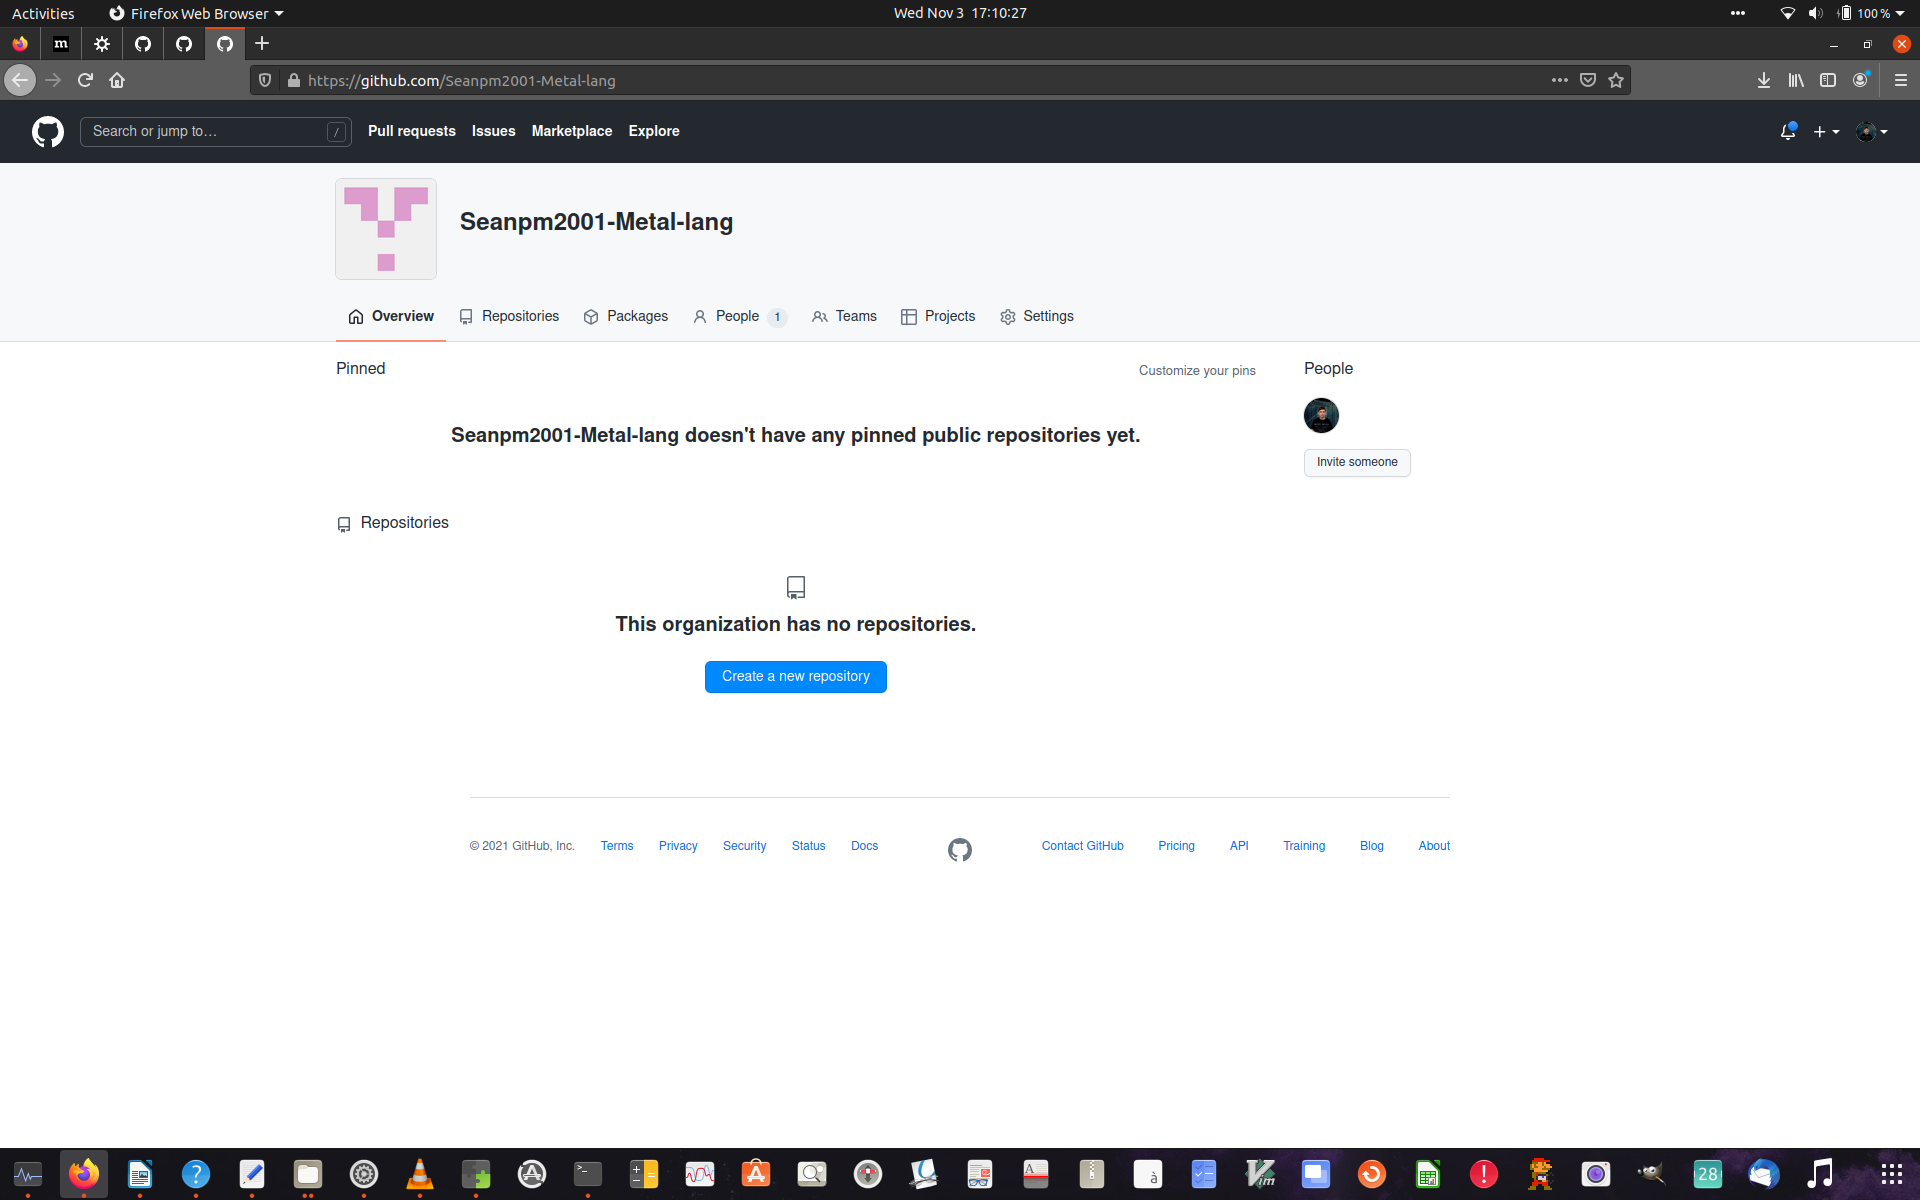 Activities Firefox Web Browser Wed Nov 3 17:10:27 100 %
m
https://github.com/Seanpm2001-Metal-lang
Search or jump to… / Pull requests Issues Marketplace Explore
Seanpm2001-Metal-lang
Overview Repositories Packages People 1 Teams Projects Settings
Pinned Customize your pins People
Seanpm2001-Metal-lang doesn't have any pinned public repositories yet.
Invite someone
Repositories
This organization has no repositories.
Create a new repository
© 2021 GitHub, Inc. Terms Privacy Security Status Docs Contact GitHub Pricing API Training Blog About
? >_ A à Vim ! 28